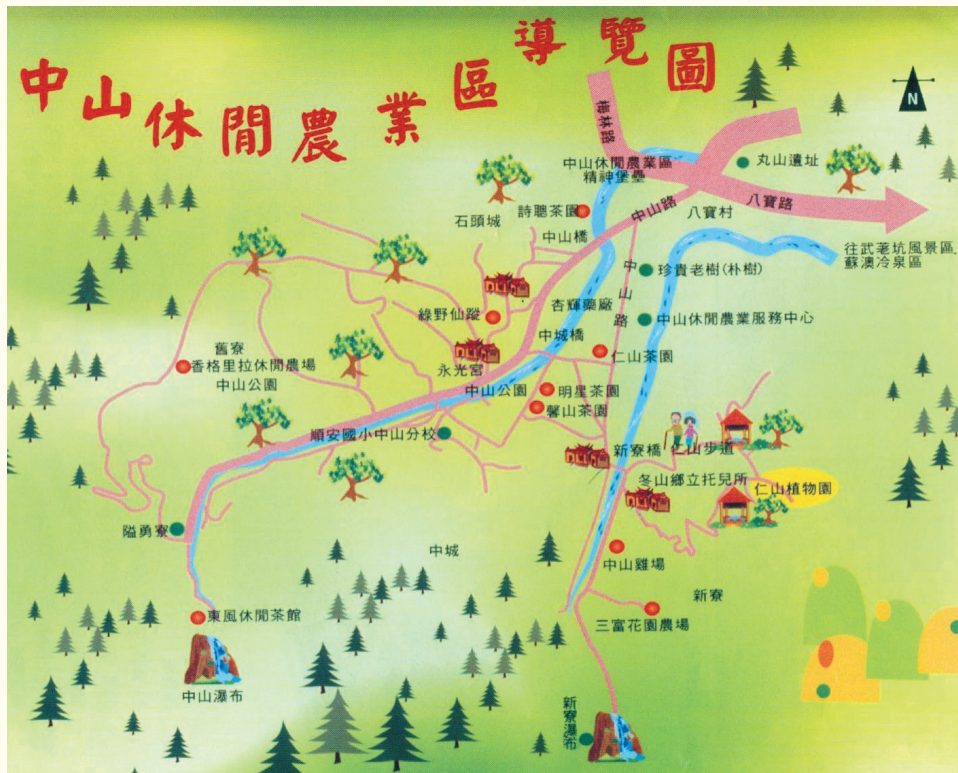 中山休閒農業區導覽圖
N
梅林路
中山休閒農業區
精神堡壘
丸山遺址
八寶路
中山路
八寶村
石頭城
詩聰茶園
中山橋
往武荖坑風景區
蘇澳冷泉區
珍貴老樹(朴樹)
中山路
杏輝藥廠
綠野仙蹤
中城橋
中山休閒農業服務中心
仁山茶園
舊寮
香格里拉休閒農場
中山公園
永光宮
中山公園
明星茶園
馨山茶園
順安國小中山分校
新寮橋
仁山步道
冬山鄉立托兒所
仁山植物園
隘勇寮
中城
中山雞場
新寮
東風休閒茶館
三富花園農場
中山瀑布
新寮瀑布